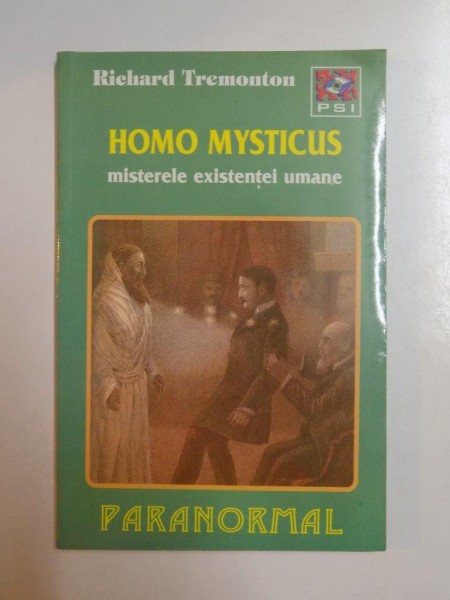 Richard Tremonton
PSI
HOMO MYSTICUS
misterele existenței umane
PARANORMAL